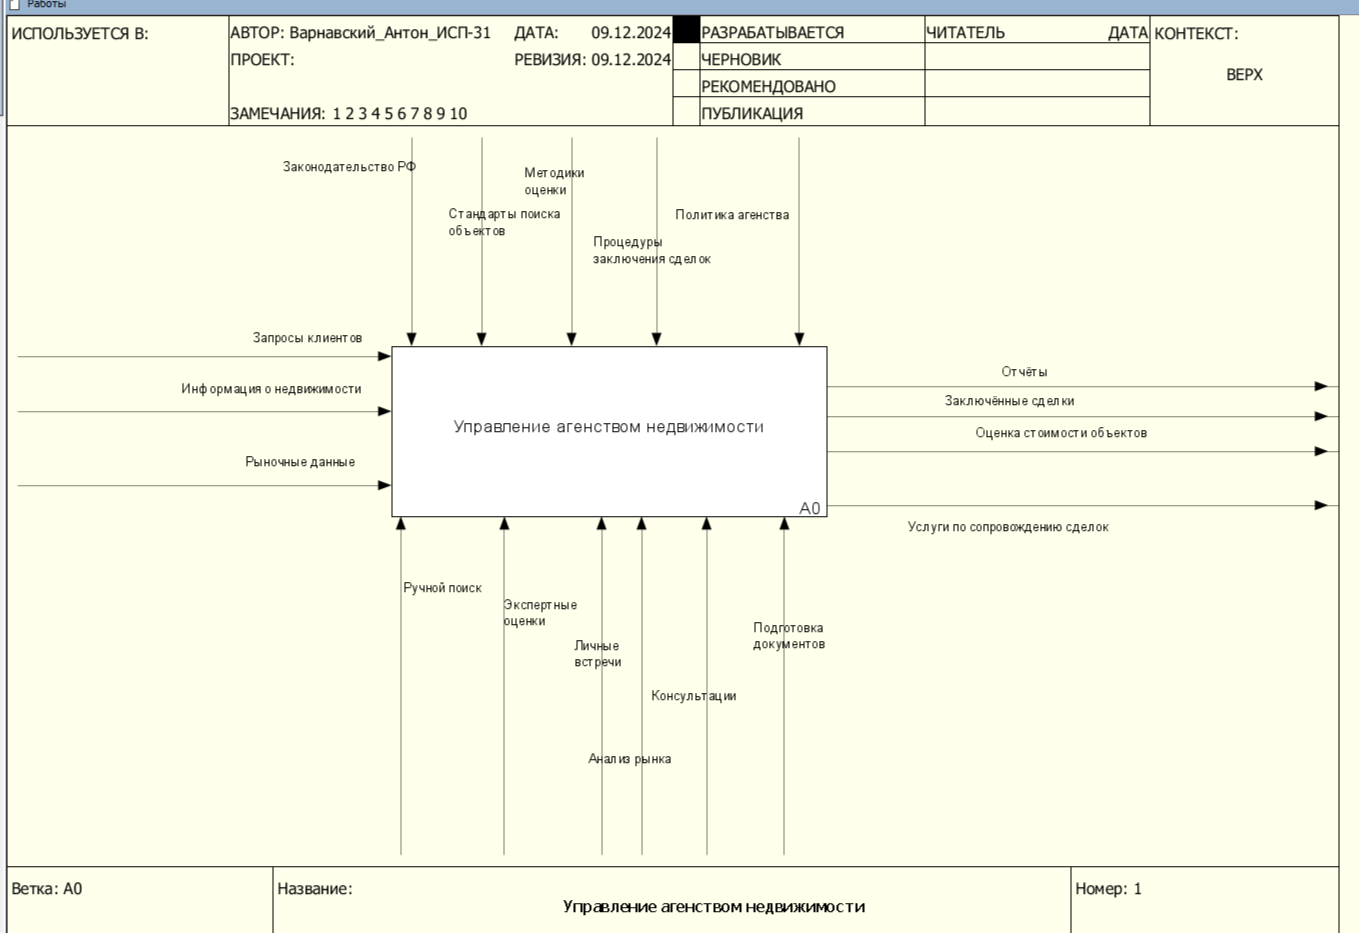 Работы
ИСПОЛЬЗУЕТСЯ В:
АВТОР: Варнавский_Антон_ИСП-31 ДАТА: 09.12.2024
ПРОЕКТ: РЕВИЗИЯ: 09.12.2024
ЗАМЕЧАНИЯ: 1 2 3 4 5 6 7 8 9 10
РАЗРАБАТЫВАЕТСЯ
ЧЕРНОВИК
РЕКОМЕНДОВАНО
ПУБЛИКАЦИЯ
ЧИТАТЕЛЬ ДАТА
КОНТЕКСТ:
ВЕРХ
Законодательство РФ
Методики
оценки
Стандарты поиска
объектов
Политика агенства
Процедуры
заключения сделок
Запросы клиентов
Информация о недвижимости
Рыночные данные
Управление агенством недвижимости
A0
Отчёты
Заключённые сделки
Оценка стоимости объектов
Услуги по сопровождению сделок
Ручной поиск
Экспертные
оценки
Личные
встречи
Подготовка
документов
Консультации
Анализ рынка
Ветка: A0
Название:
Управление агенством недвижимости
Номер: 1